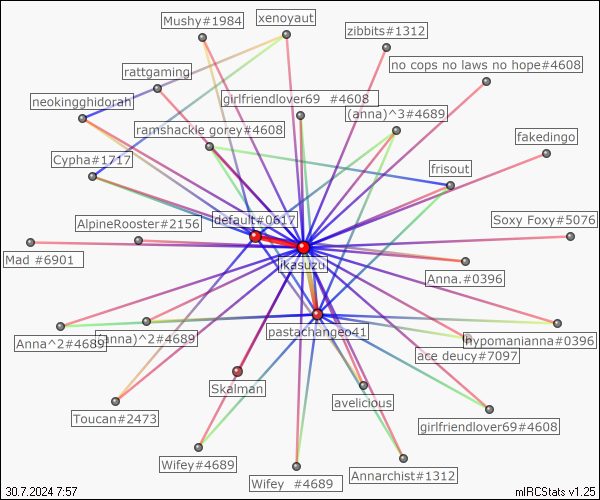 Mushy#1984
xenoyaut
zibbits#1312
no cops no laws no hope#4608
rattgaming
neokingghidorah
girlfriendlover69 #4608
(anna)^3#4689
ramshackle gorey#4608
fakedingo
Cypha#1717
frisout
AlpineRooster#2156
default#0617
Soxy Foxy#5076
Mad #6901
ikasuzu
Anna.#0396
Anna^2#4689
(anna)^2#4689
pastachangeo41
hypomanianna#0396
ace deucy#7097
Skalman
avelicious
Toucan#2473
girlfriendlover69#4608
Wifey#4689
Wifey #4689
Annarchist#1312
30.7.2024 7:57
mIRCStats v1.25